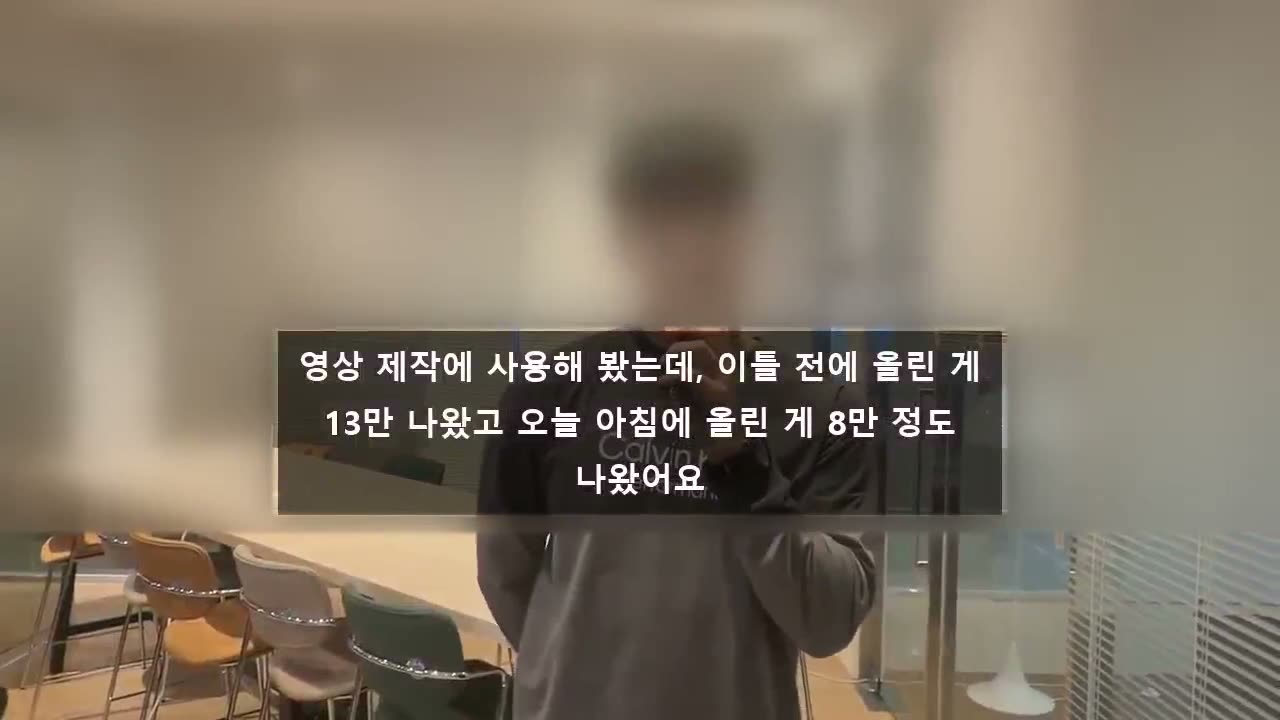 영상 제작에 사용해 봤는데, 이틀 전에 올린 게
13만 나왔고 오늘 아침에 올린 게 8만 정도
나왔어요
Calvin